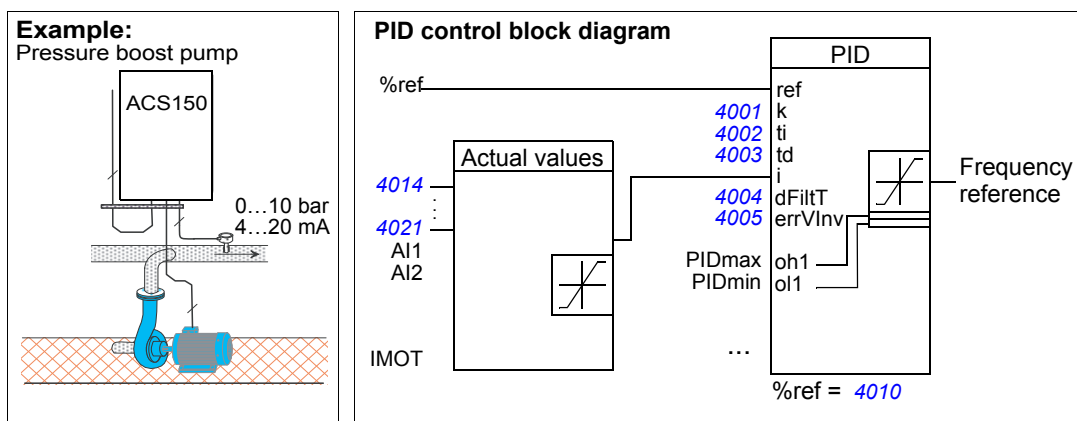 Example:
Pressure boost pump
ACS150
0…10 bar
4…20 mA
PID control block diagram
%ref
Actual values
4014
4021
AI1
AI2
IMOT
PID
ref
4001 k
4002 ti
4003 td
i
4004 dFiltT
4005 errVInv
PIDmax oh1
PIDmin ol1
…
%ref = 4010
Frequency
reference